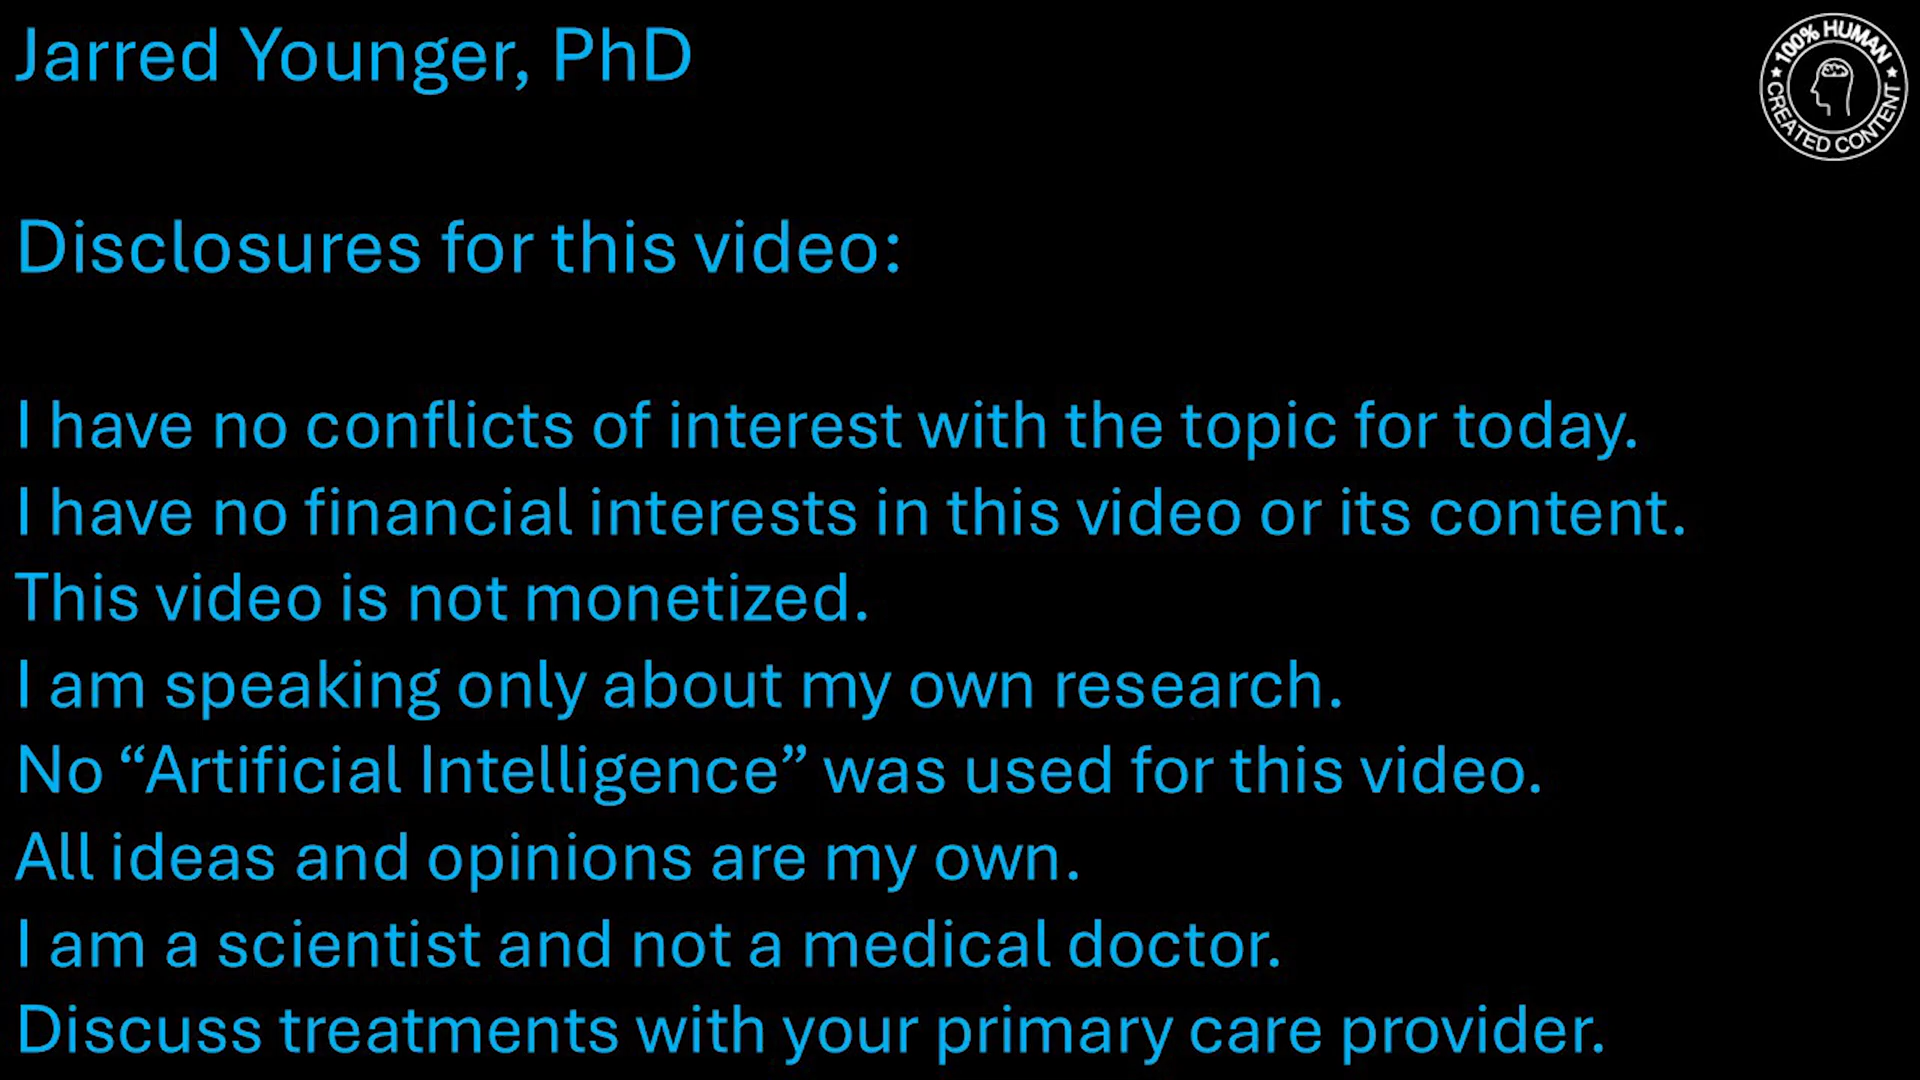 Jarred Younger, PhD
100% HUMAN
CREATED CONTENT
Disclosures for this video:
I have no conflicts of interest with the topic for today.
I have no financial interests in this video or its content.
This video is not monetized.
I am speaking only about my own research.
No “Artificial Intelligence” was used for this video.
All ideas and opinions are my own.
I am a scientist and not a medical doctor.
Discuss treatments with your primary care provider.